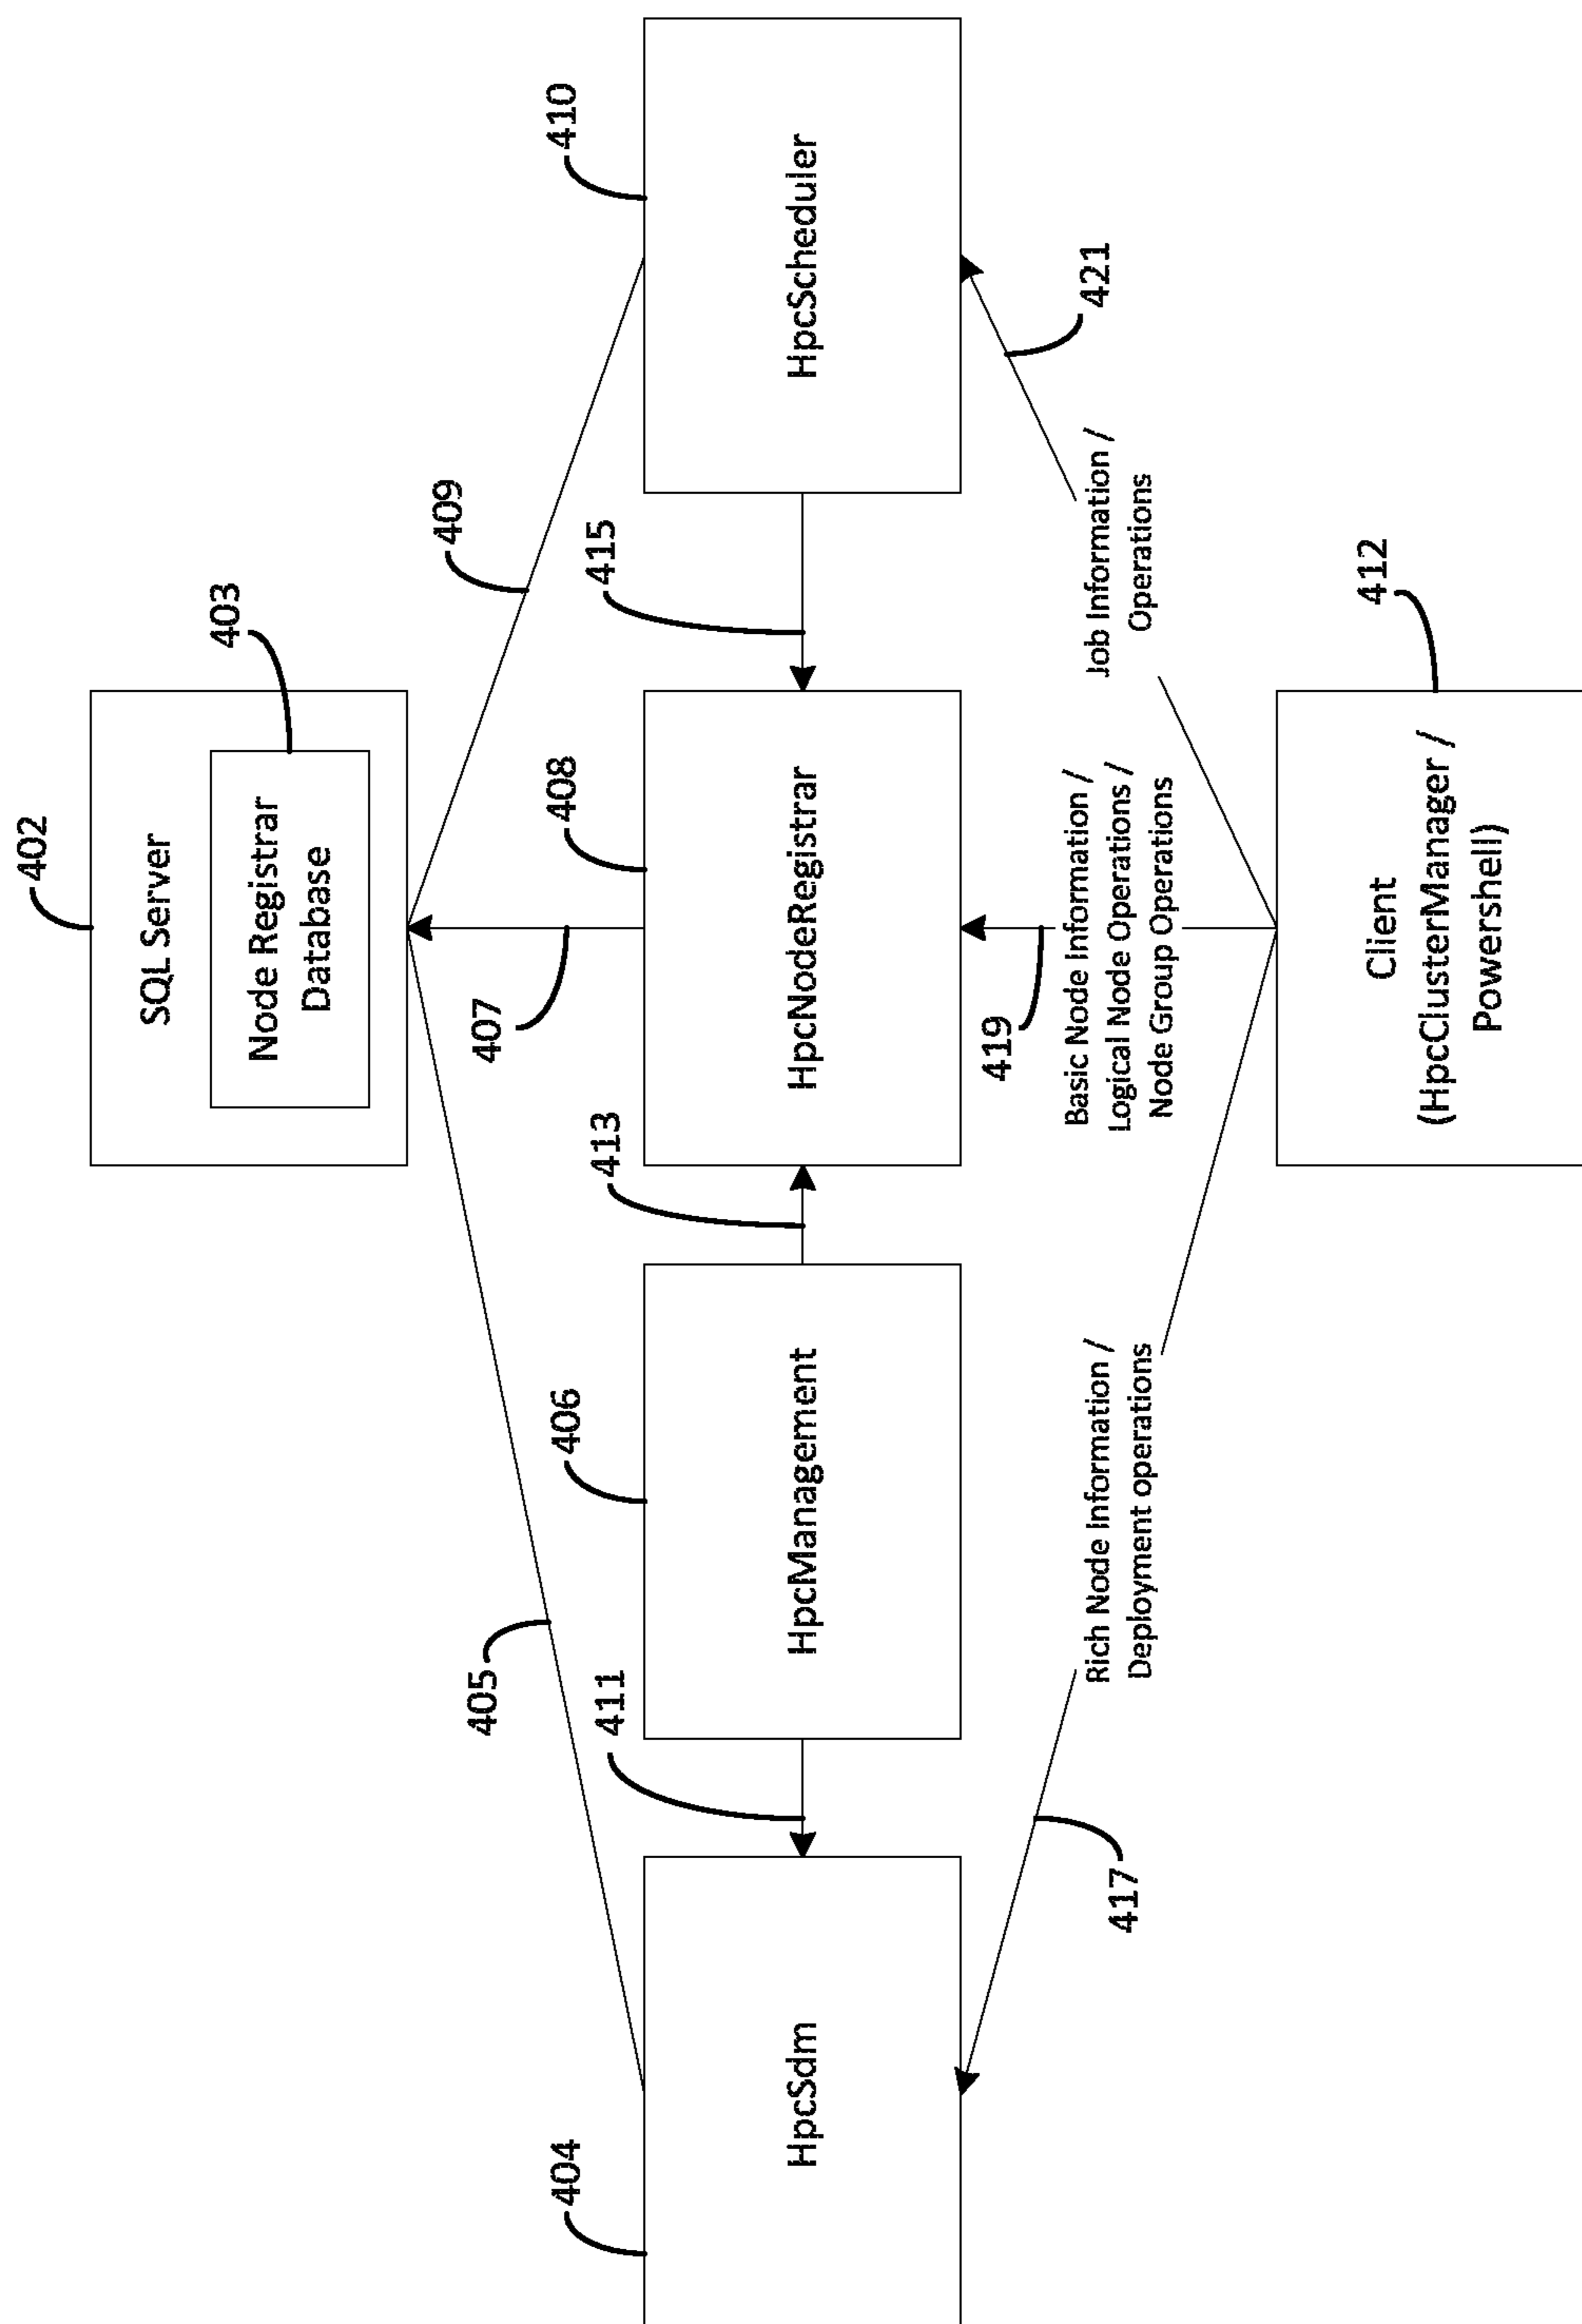 402
SQL Server
403
Node Registrar
Database
405
407
409
404
HpcSdm
411
406
HpcManagement
413
408
HpcNodeRegistrar
415
410
HpcScheduler
417
Rich Node Information /
Deployment operations
419
Basic Node Information /
Logical Node Operations /
Node Group Operations
421
Job Information /
Operations
412
Client
(HpcClusterManager /
Powershell)